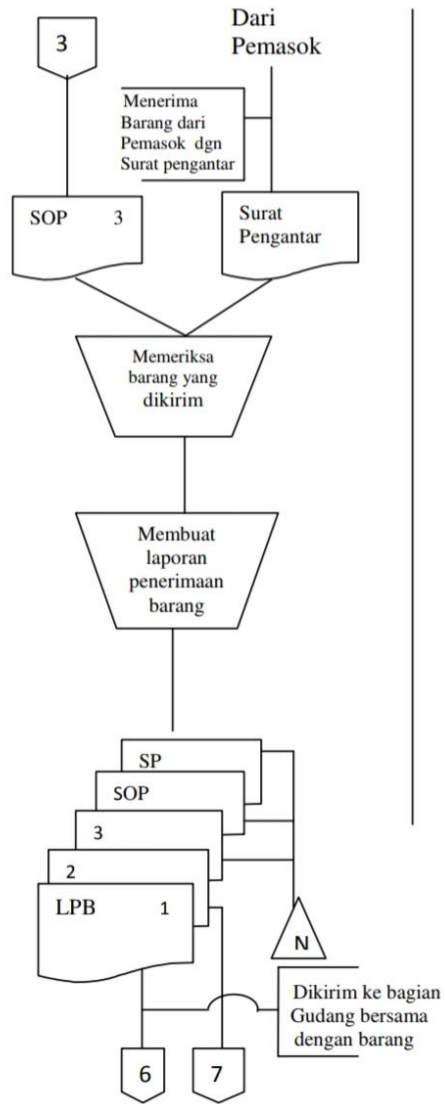 3
Dari
Pemasok
Menerima
Barang dari
Pemasok dgn
Surat pengantar
SOP 3
Surat
Pengantar
Memeriksa
barang yang
dikirim
Membuat
laporan
penerimaan
barang
SP
SOP
3
2
LPB 1
N
Dikirim ke bagian
Gudang bersama
dengan barang
6
7